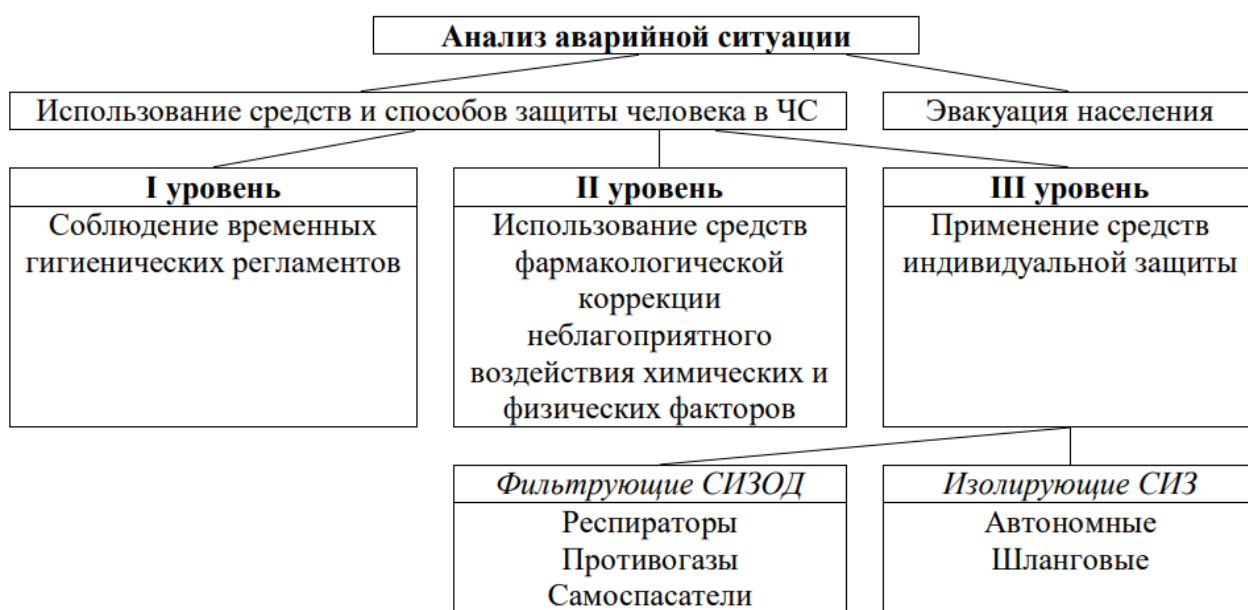 Анализ аварийной ситуации
Использование средств и способов защиты человека в ЧС
Эвакуация населения
I уровень
Соблюдение временных
гигиенических регламентов
II уровень
Использование средств
фармакологической
коррекции
неблагоприятного
воздействия химических и
физических факторов
III уровень
Применение средств
индивидуальной защиты
Фильтрующие СИЗОД
Респираторы
Противогазы
Самоспасатели
Изолирующие СИЗ
Автономные
Шланговые